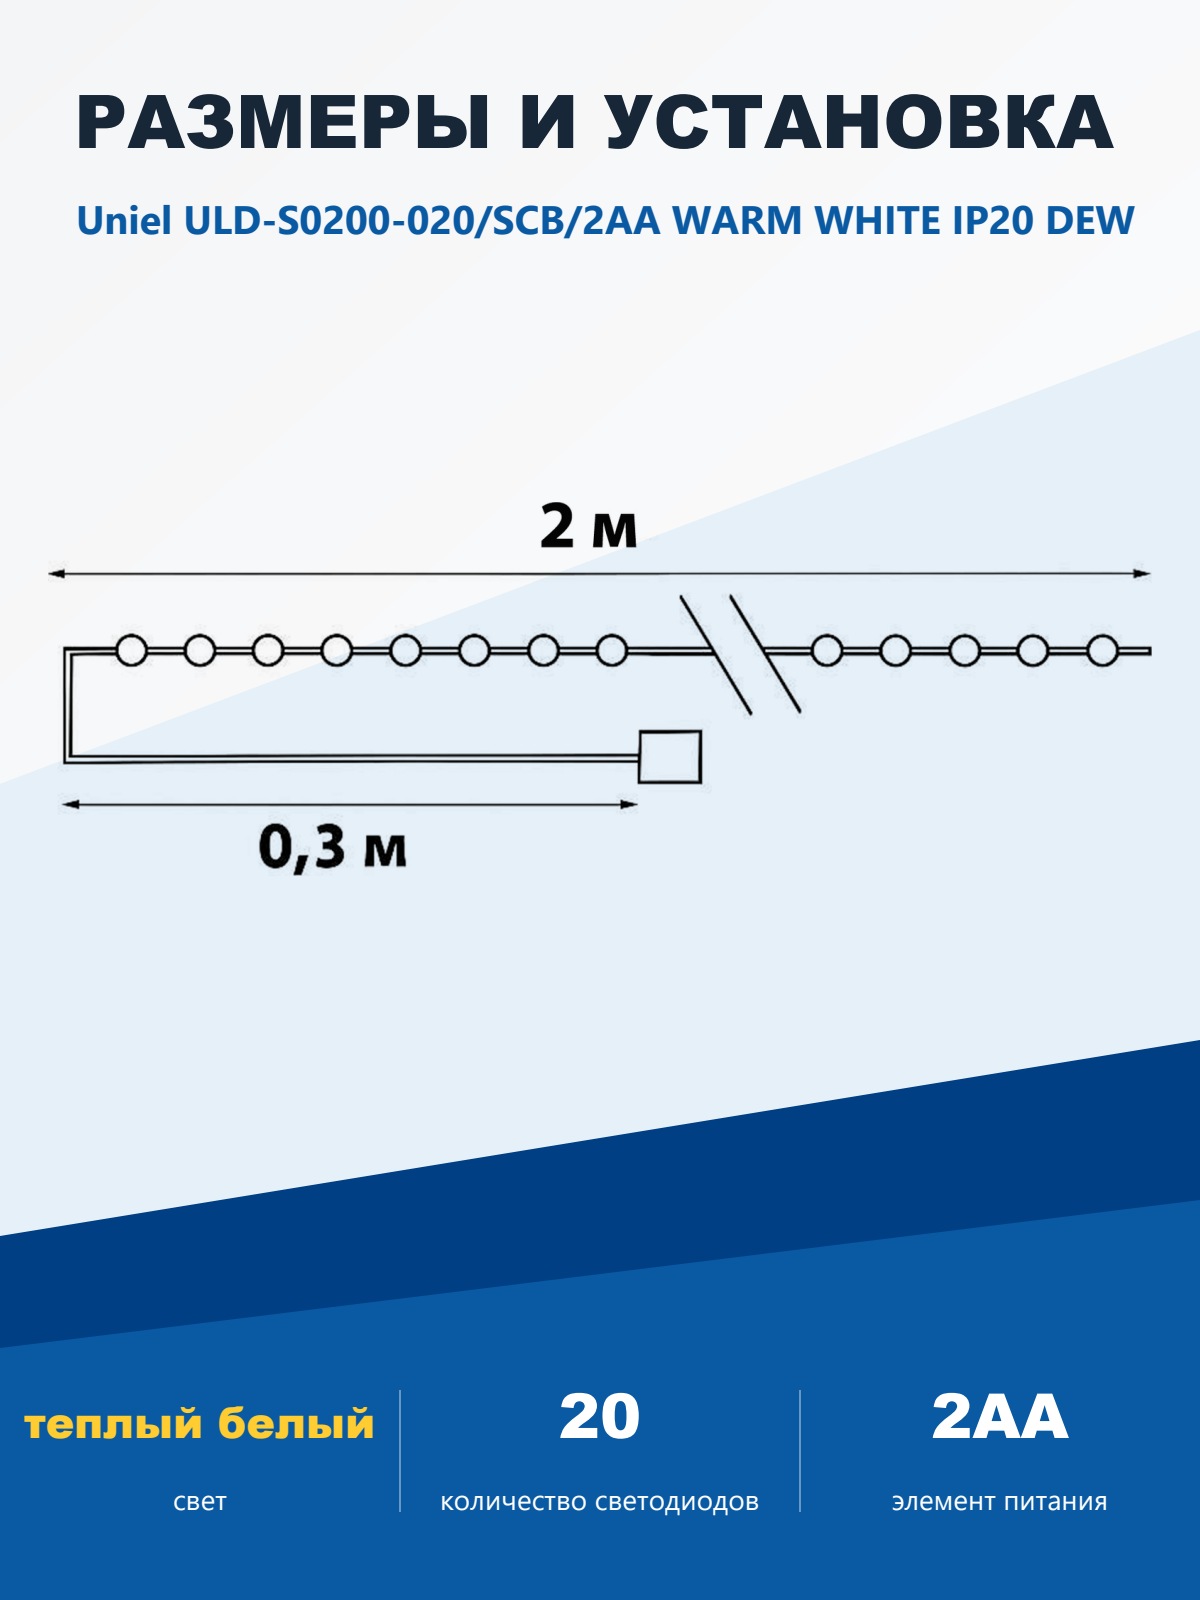 РАЗМЕРЫ И УСТАНОВКА
Uniel ULD-S0200-020/SCB/2AA WARM WHITE IP20 DEW
2 м
0,3 м
теплый белый
свет
20
количество светодиодов
2AA
элемент питания